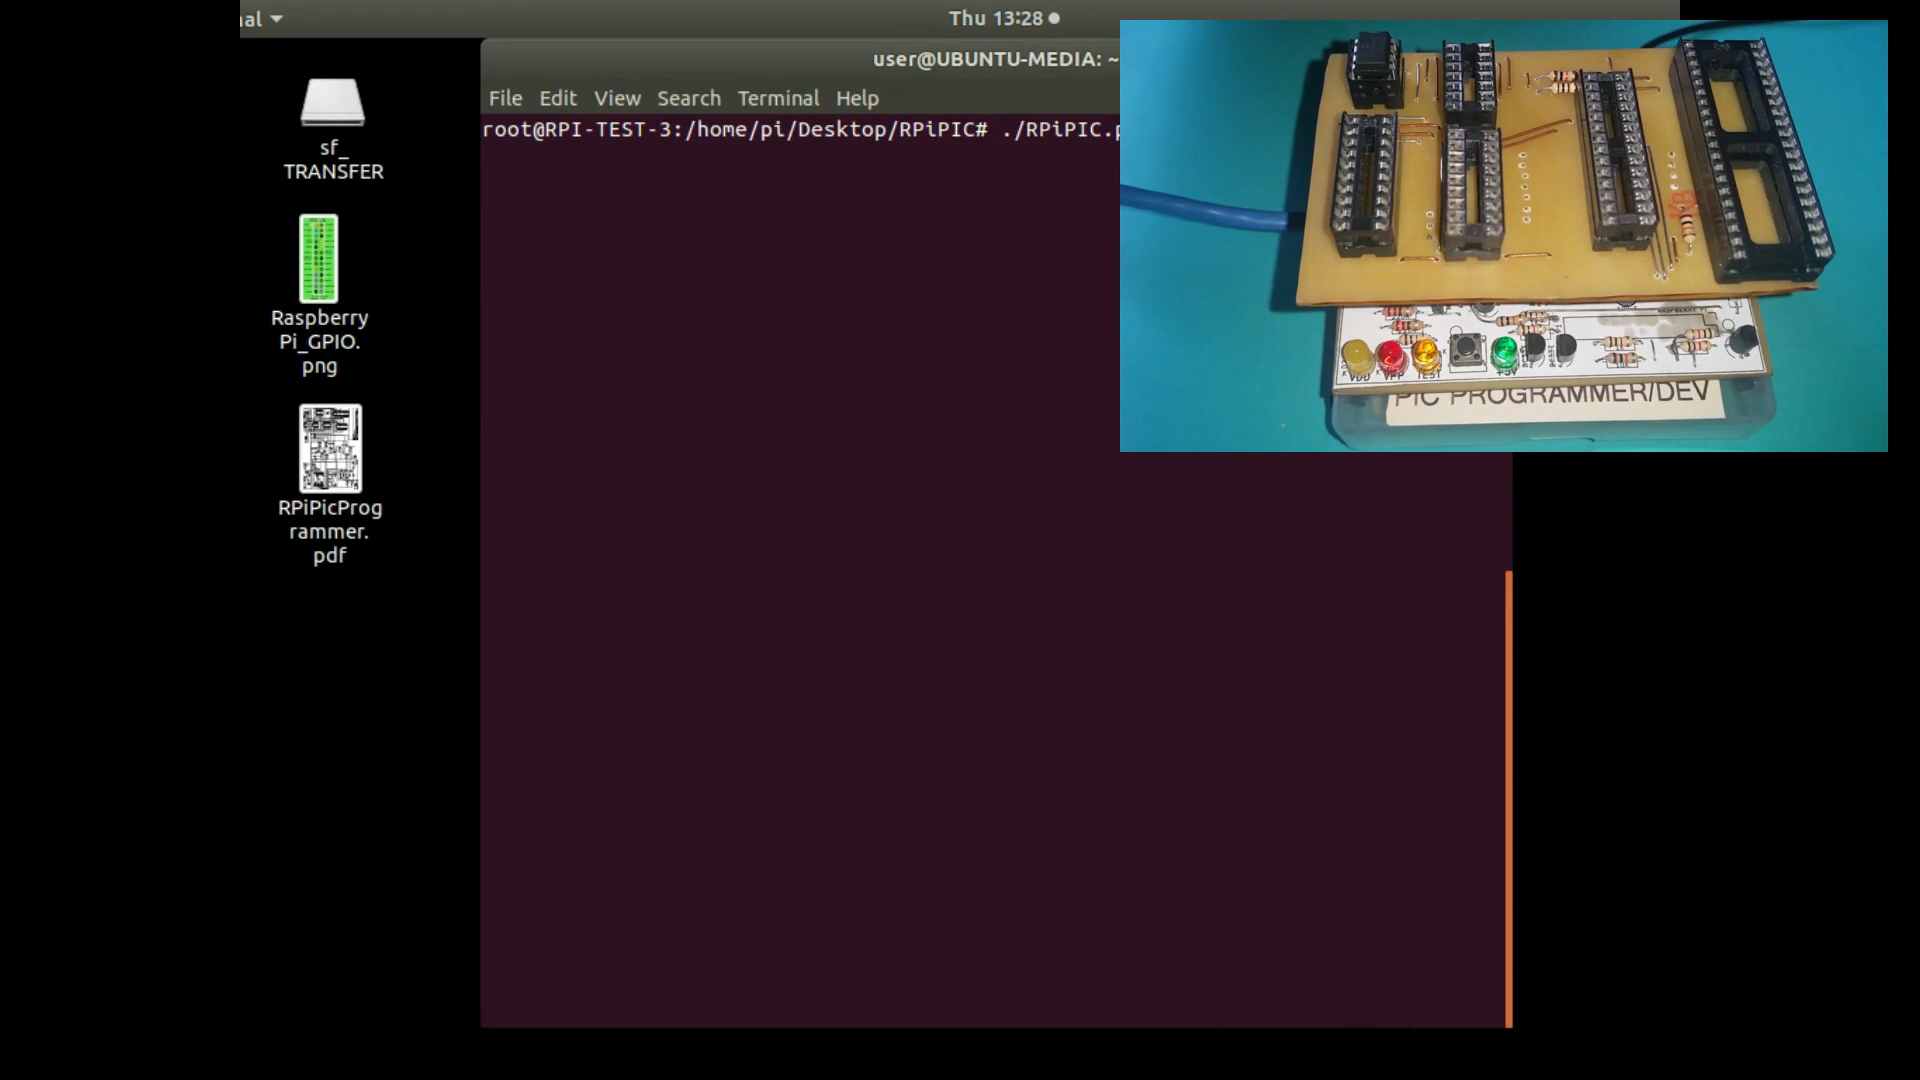 al
Thu 13:28
user@UBUNTU-MEDIA: ~
File Edit View Search Terminal Help
root@RPI-TEST-3:/home/pi/Desktop/RPiPIC# ./RPiPIC.p
sf_
TRANSFER
Raspberry
Pi_GPIO.
png
RPiPicProg
rammer.
pdf
VDD VPP TEST +5V
PIC PROGRAMMER/DEV